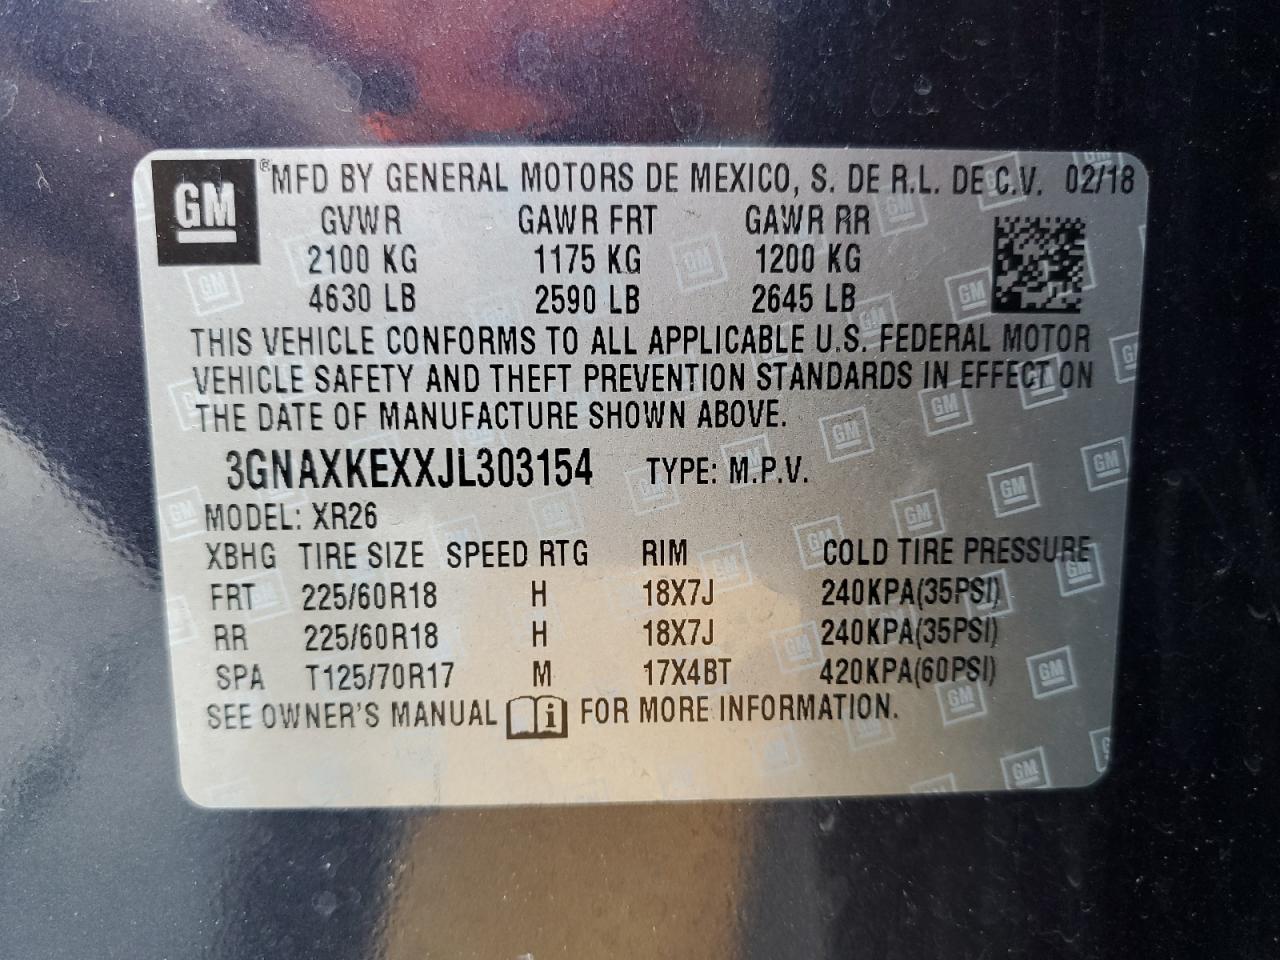 GM ® MFD BY GENERAL MOTORS DE MEXICO, S. DE R.L. DE C.V. 02/18
GVWR GAWR FRT GAWR RR
2100 KG 1175 KG 1200 KG
4630 LB 2590 LB 2645 LB
THIS VEHICLE CONFORMS TO ALL APPLICABLE U.S. FEDERAL MOTOR
VEHICLE SAFETY AND THEFT PREVENTION STANDARDS IN EFFECT ON
THE DATE OF MANUFACTURE SHOWN ABOVE.
3GNAXKEXXJL303154 TYPE: M.P.V.
MODEL: XR26
XBHG TIRE SIZE SPEED RTG RIM COLD TIRE PRESSURE
FRT 225/60R18 H 18X7J 240KPA(35PSI)
RR 225/60R18 H 18X7J 240KPA(35PSI)
SPA T125/70R17 M 17X4BT 420KPA(60PSI)
SEE OWNER'S MANUAL i FOR MORE INFORMATION.